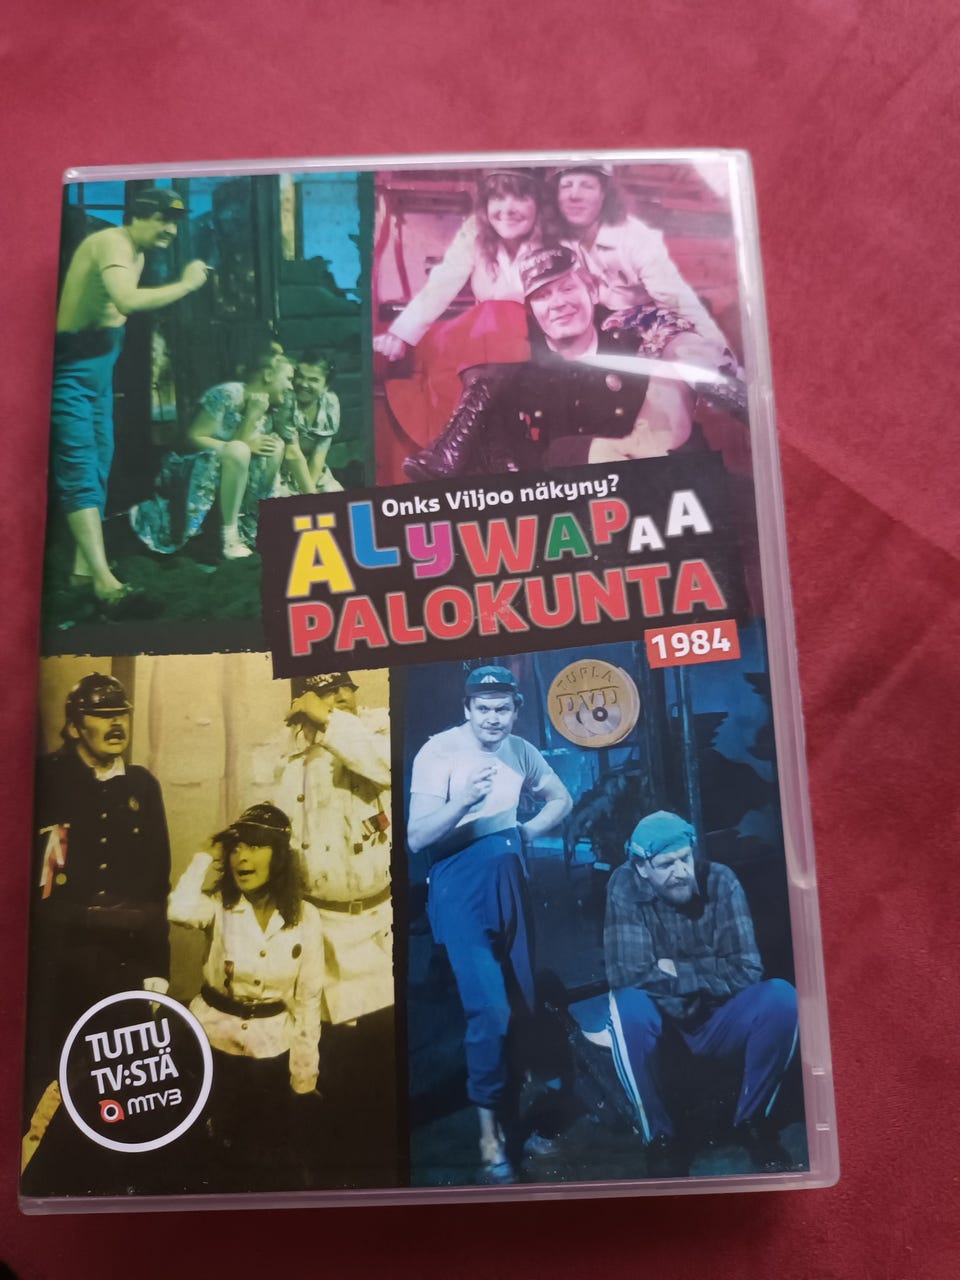 Onks Viljoo näkyny?
ÄLYWAPAA
PALOKUNTA
1984
TUPLA
DVD
TUTTU
TV:STÄ
MTV3